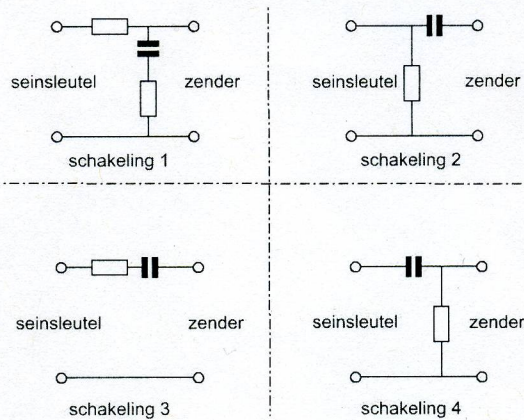 seinsleutel zender
schakeling 1
seinsleutel zender
schakeling 2
seinsleutel zender
schakeling 3
seinsleutel zender
schakeling 4